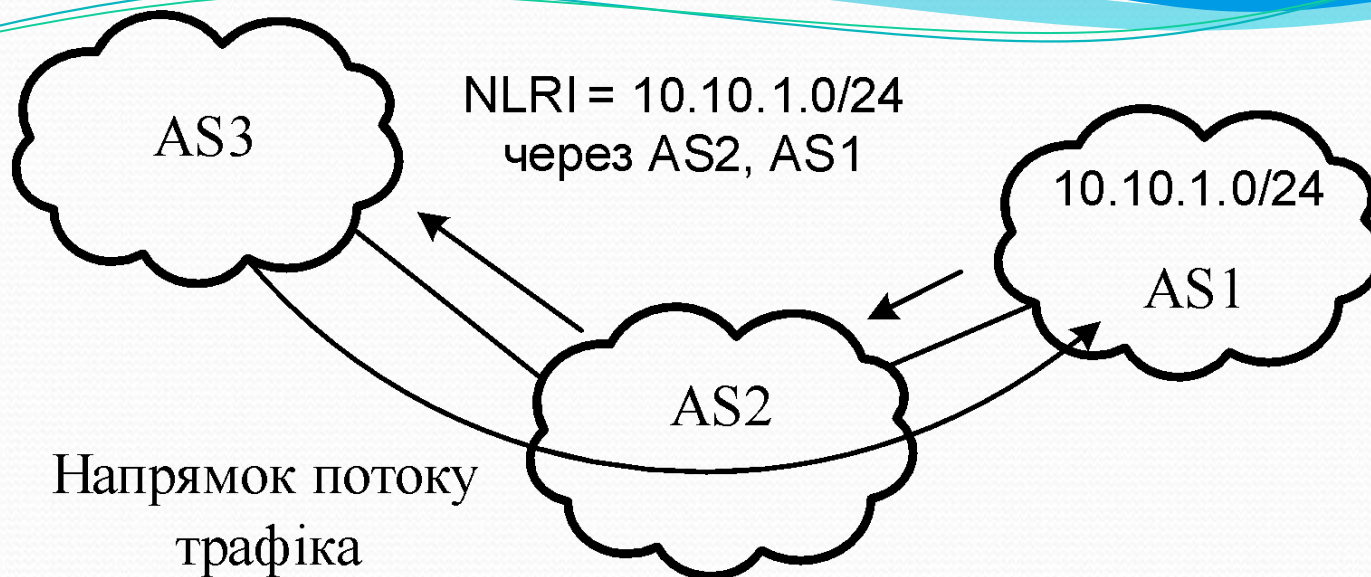 AS3
NLRI = 10.10.1.0/24
через AS2, AS1
10.10.1.0/24
AS1
AS2
Напрямок потоку
трафіка